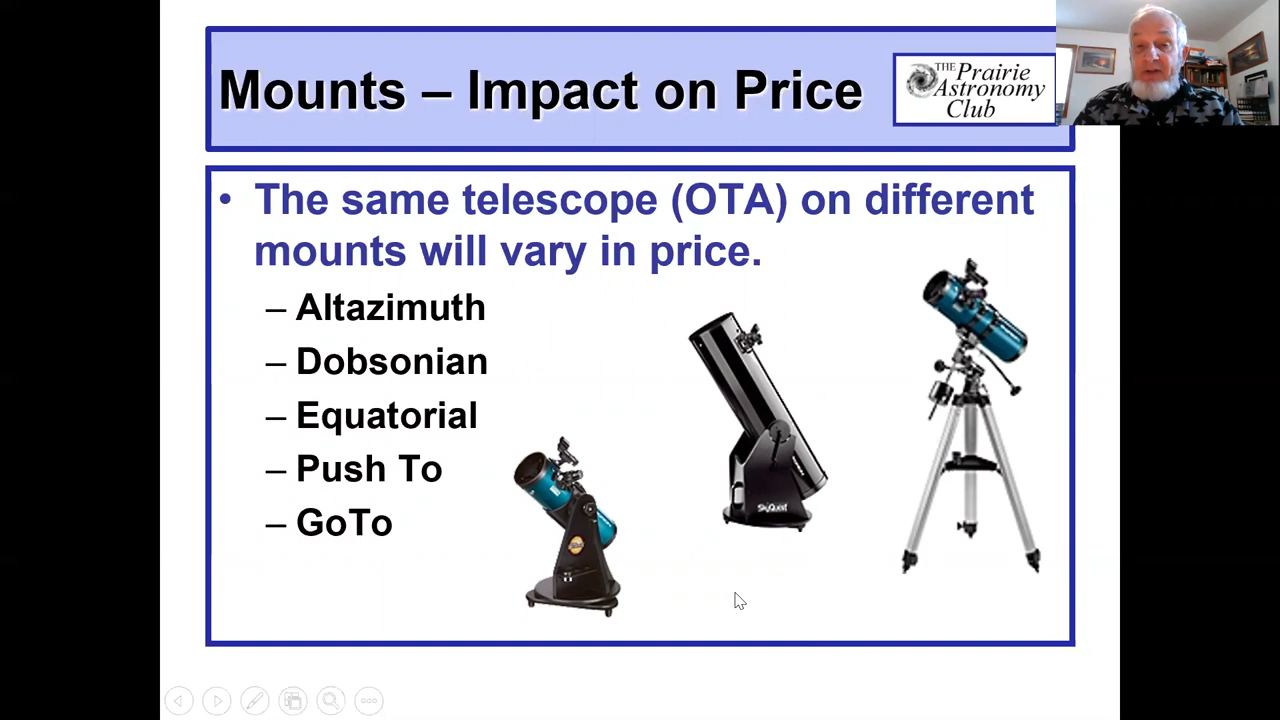 Mounts – Impact on Price
THE Prairie
Astronomy
Club
• The same telescope (OTA) on different
mounts will vary in price.
– Altazimuth
– Dobsonian
– Equatorial
– Push To
– GoTo
SkyQuest